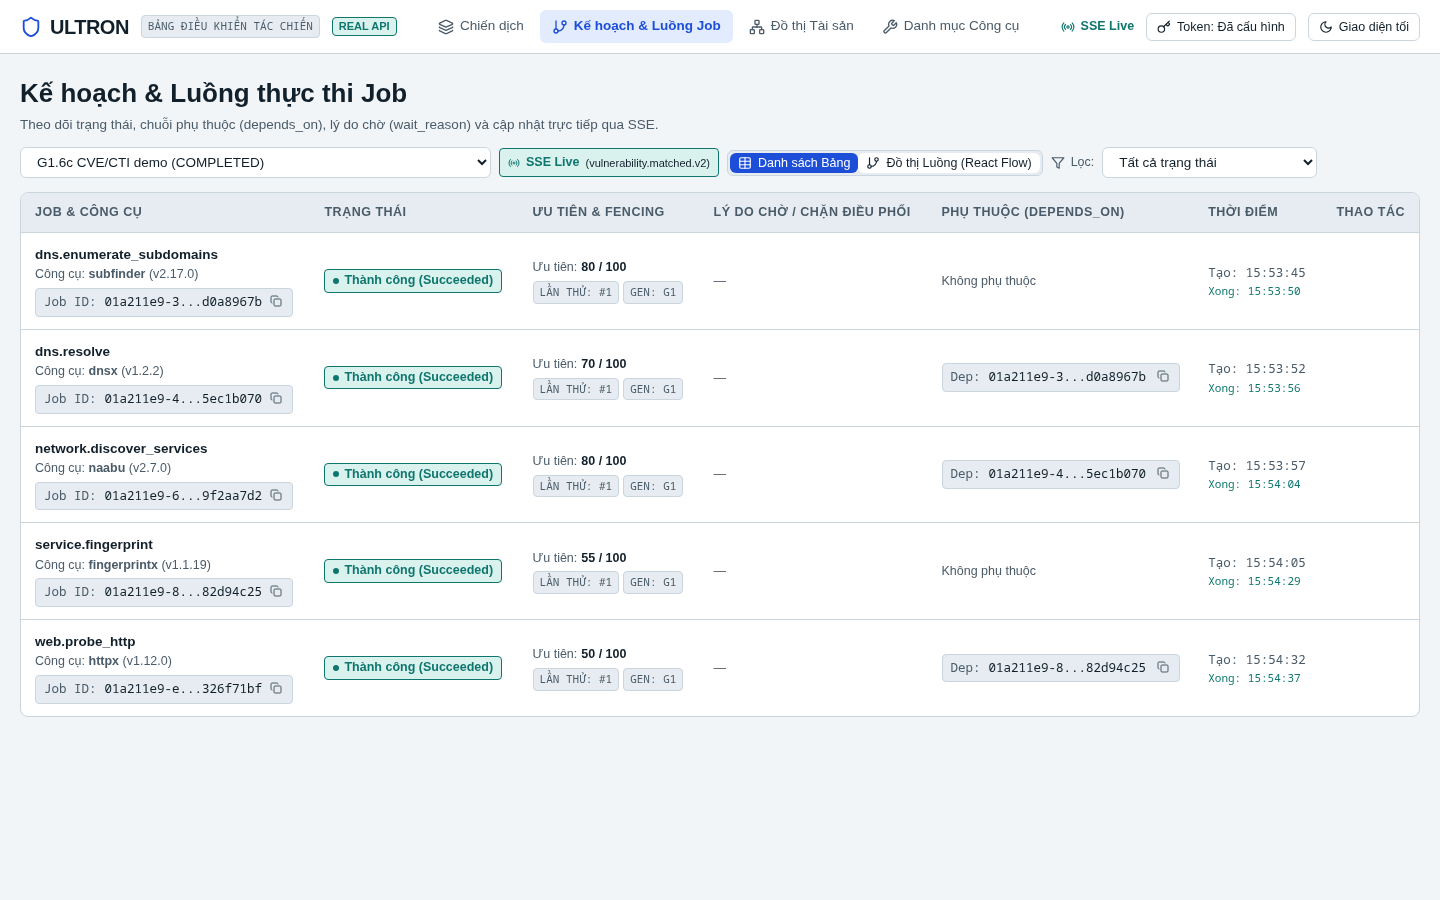 ULTRON BẢNG ĐIỀU KHIỂN TÁC CHIẾN REAL API Chiến dịch Kế hoạch & Luồng Job Đồ thị Tài sản Danh mục Công cụ SSE Live Token: Đã cấu hình Giao diện tối
Kế hoạch & Luồng thực thi Job
Theo dõi trạng thái, chuỗi phụ thuộc (depends_on), lý do chờ (wait_reason) và cập nhật trực tiếp qua SSE.
G1.6c CVE/CTI demo (COMPLETED) SSE Live (vulnerability.matched.v2) Danh sách Bảng Đồ thị Luồng (React Flow) Lọc: Tất cả trạng thái
JOB & CÔNG CỤ TRẠNG THÁI ƯU TIÊN & FENCING LÝ DO CHỜ / CHẶN ĐIỀU PHỐI PHỤ THUỘC (DEPENDS_ON) THỜI ĐIỂM THAO TÁC
dns.enumerate_subdomains
Công cụ: subfinder (v2.17.0)
Job ID: 01a211e9-3...d0a8967b
Thành công (Succeeded)
Ưu tiên: 80 / 100
LẦN THỬ: #1 GEN: G1
—
Không phụ thuộc
Tạo: 15:53:45
Xong: 15:53:50
dns.resolve
Công cụ: dnsx (v1.2.2)
Job ID: 01a211e9-4...5ec1b070
Thành công (Succeeded)
Ưu tiên: 70 / 100
LẦN THỬ: #1 GEN: G1
—
Dep: 01a211e9-3...d0a8967b
Tạo: 15:53:52
Xong: 15:53:56
network.discover_services
Công cụ: naabu (v2.7.0)
Job ID: 01a211e9-6...9f2aa7d2
Thành công (Succeeded)
Ưu tiên: 80 / 100
LẦN THỬ: #1 GEN: G1
—
Dep: 01a211e9-4...5ec1b070
Tạo: 15:53:57
Xong: 15:54:04
service.fingerprint
Công cụ: fingerprintx (v1.1.19)
Job ID: 01a211e9-8...82d94c25
Thành công (Succeeded)
Ưu tiên: 55 / 100
LẦN THỬ: #1 GEN: G1
—
Không phụ thuộc
Tạo: 15:54:05
Xong: 15:54:29
web.probe_http
Công cụ: httpx (v1.12.0)
Job ID: 01a211e9-e...326f71bf
Thành công (Succeeded)
Ưu tiên: 50 / 100
LẦN THỬ: #1 GEN: G1
—
Dep: 01a211e9-8...82d94c25
Tạo: 15:54:32
Xong: 15:54:37